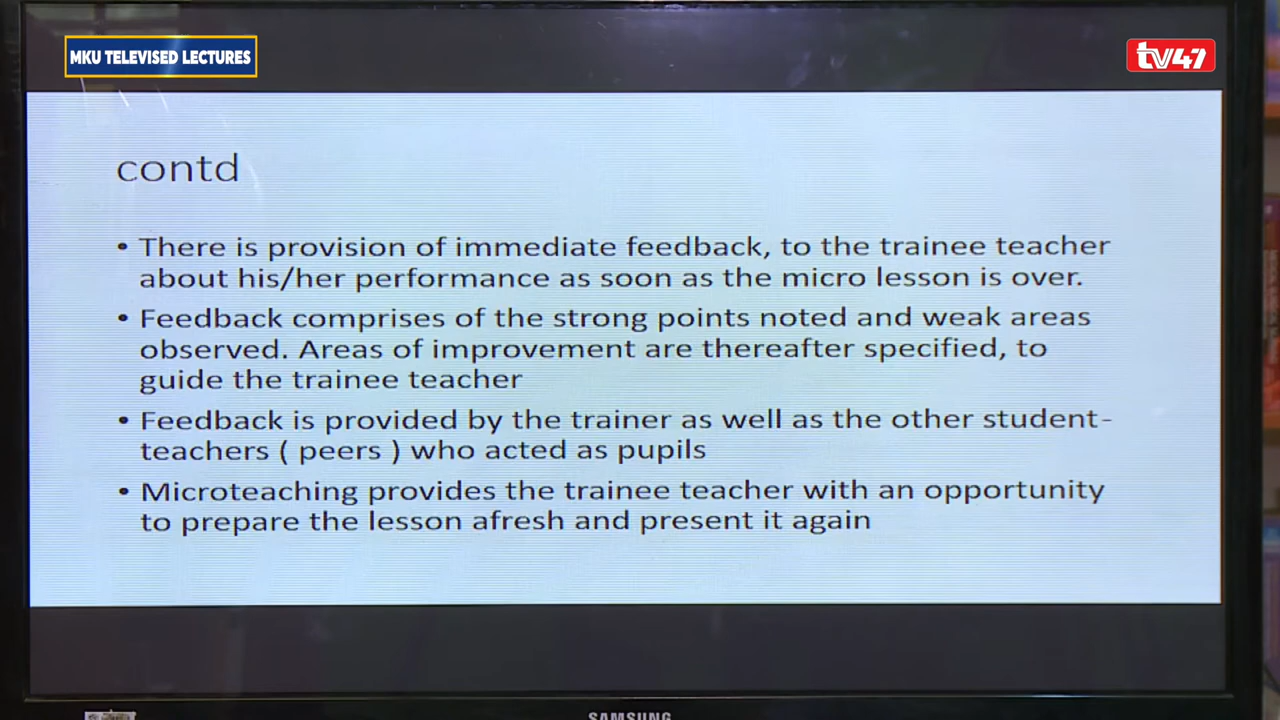 MKU TELEVISED LECTURES
tv47
contd
• There is provision of immediate feedback, to the trainee teacher
about his/her performance as soon as the micro lesson is over.
• Feedback comprises of the strong points noted and weak areas
observed. Areas of improvement are thereafter specified, to
guide the trainee teacher
• Feedback is provided by the trainer as well as the other student-
teachers ( peers ) who acted as pupils
• Microteaching provides the trainee teacher with an opportunity
to prepare the lesson afresh and present it again
SAMSUNG